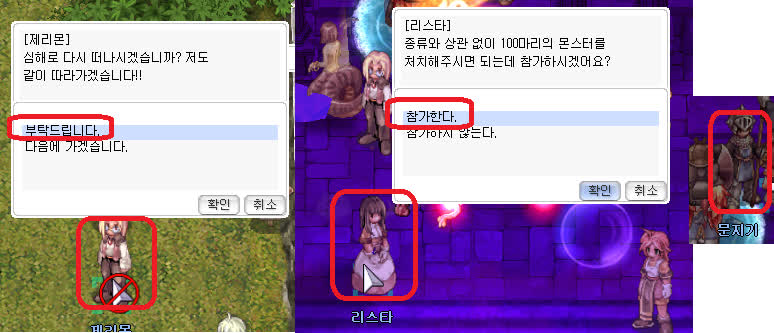 [제리몬]
심해로 다시 떠나시겠습니까? 저도
같이 따라가겠습니다!!
부탁드립니다.
다음에 가겠습니다.
확인
취소
제리몬
[리스타]
종류와 상관 없이 100마리의 몬스터를
처치해주시면 되는데 참가하시겠어요?
참가한다.
참가하지 않는다.
확인
취소
리스타
문지기